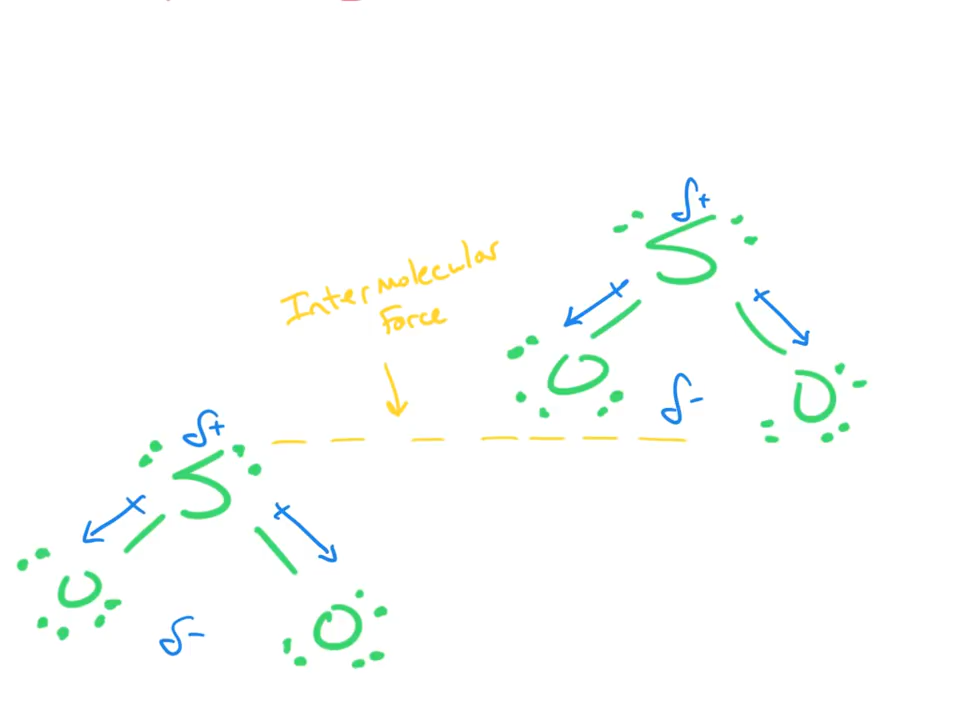 δ+
S
Intermolecular
Force
O
δ-
O
δ+
S
O
δ-
O